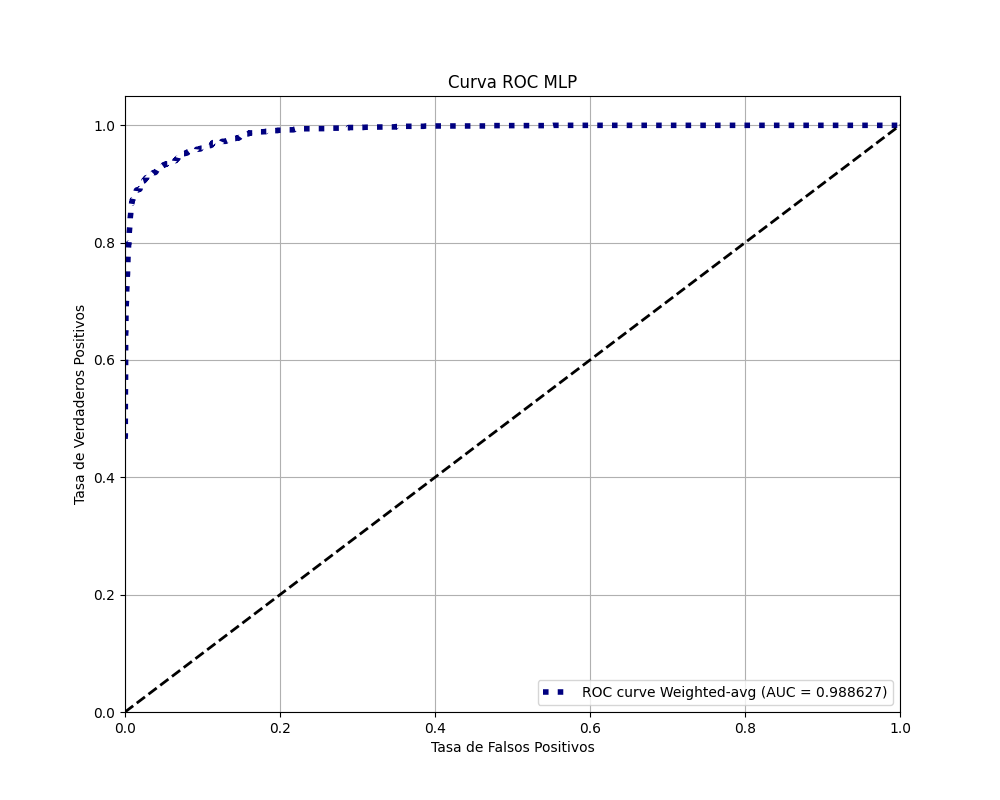 Curva ROC MLP
1.0
0.8
0.6
0.4
0.2
0.0
Tasa de Verdaderos Positivos
ROC curve Weighted-avg (AUC = 0.988627)
0.0 0.2 0.4 0.6 0.8 1.0
Tasa de Falsos Positivos